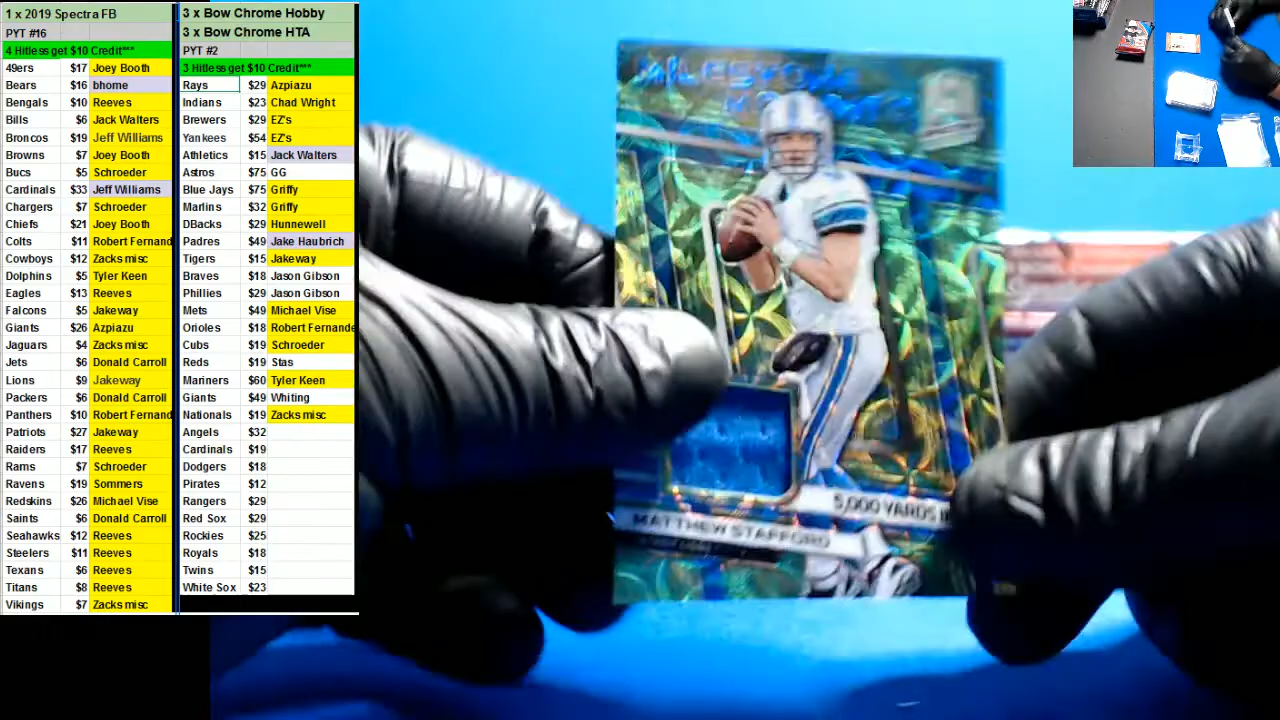 1 x 2019 Spectra FB
PYT #16
4 Hitless get $10 Credit***
49ers $17 Joey Booth
Bears $16 bhome
Bengals $10 Reeves
Bills $6 Jack Walters
Broncos $19 Jeff Williams
Browns $7 Joey Booth
Bucs $5 Schroeder
Cardinals $33 Jeff Williams
Chargers $7 Schroeder
Chiefs $21 Joey Booth
Colts $11 Robert Fernand
Cowboys $12 Zacks misc
Dolphins $5 Tyler Keen
Eagles $13 Reeves
Falcons $5 Jakeway
Giants $26 Azpiazu
Jaguars $4 Zacks misc
Jets $6 Donald Carroll
Lions $9 Jakeway
Packers $6 Donald Carroll
Panthers $10 Robert Fernand
Patriots $27 Jakeway
Raiders $17 Reeves
Rams $7 Schroeder
Ravens $19 Sommers
Redskins $26 Michael Vise
Saints $6 Donald Carroll
Seahawks $12 Reeves
Steelers $11 Reeves
Texans $6 Reeves
Titans $8 Reeves
Vikings $7 Zacks misc
3 x Bow Chrome Hobby
3 x Bow Chrome HTA
PYT #2
3 Hitless get $10 Credit***
Rays $29 Azpiazu
Indians $23 Chad Wright
Brewers $29 EZ's
Yankees $54 EZ's
Athletics $15 Jack Walters
Astros $75 GG
Blue Jays $75 Griffy
Marlins $32 Griffy
DBacks $29 Hunnewell
Padres $49 Jake Haubrich
Tigers $15 Jakeway
Braves $18 Jason Gibson
Phillies $29 Jason Gibson
Mets $49 Michael Vise
Orioles $18 Robert Fernande
Cubs $19 Schroeder
Reds $19 Stas
Mariners $60 Tyler Keen
Giants $49 Whiting
Nationals $19 Zacks misc
Angels $32
Cardinals $19
Dodgers $18
Pirates $12
Rangers $29
Red Sox $29
Rockies $25
Royals $18
Twins $15
White Sox $23
5,000 YARDS
MATTHEW STAFFORD